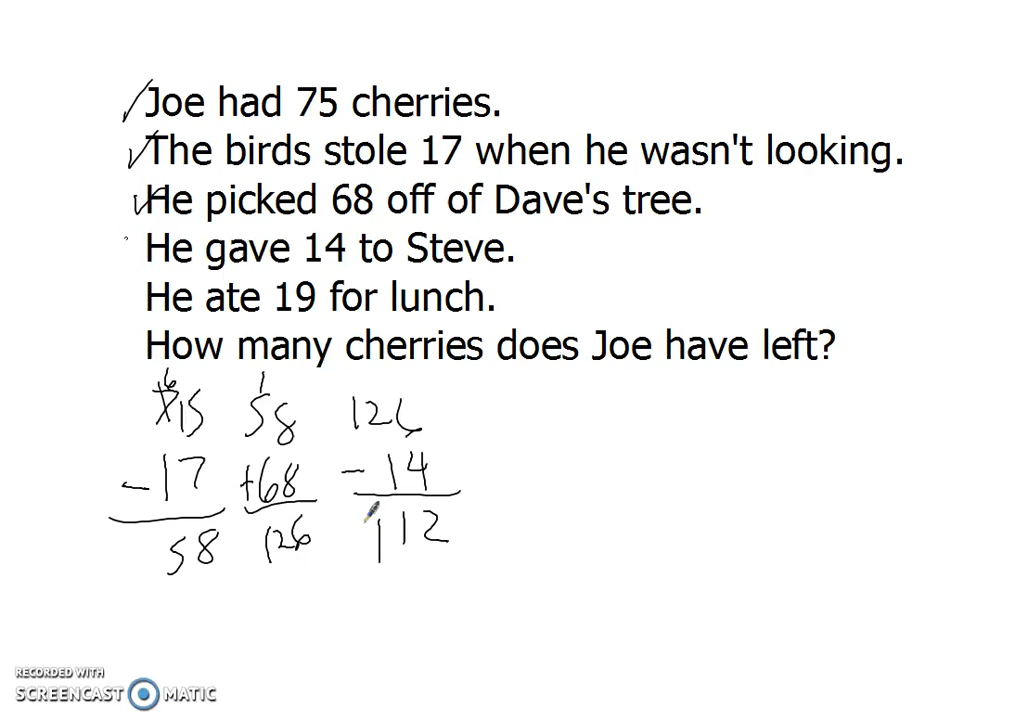 Joe had 75 cherries.
The birds stole 17 when he wasn't looking.
He picked 68 off of Dave's tree.
He gave 14 to Steve.
He ate 19 for lunch.
How many cherries does Joe have left?
6 1
715 58 126
-17 +68 -14
58 126 112
RECORDED WITH
SCREENCAST MATIC